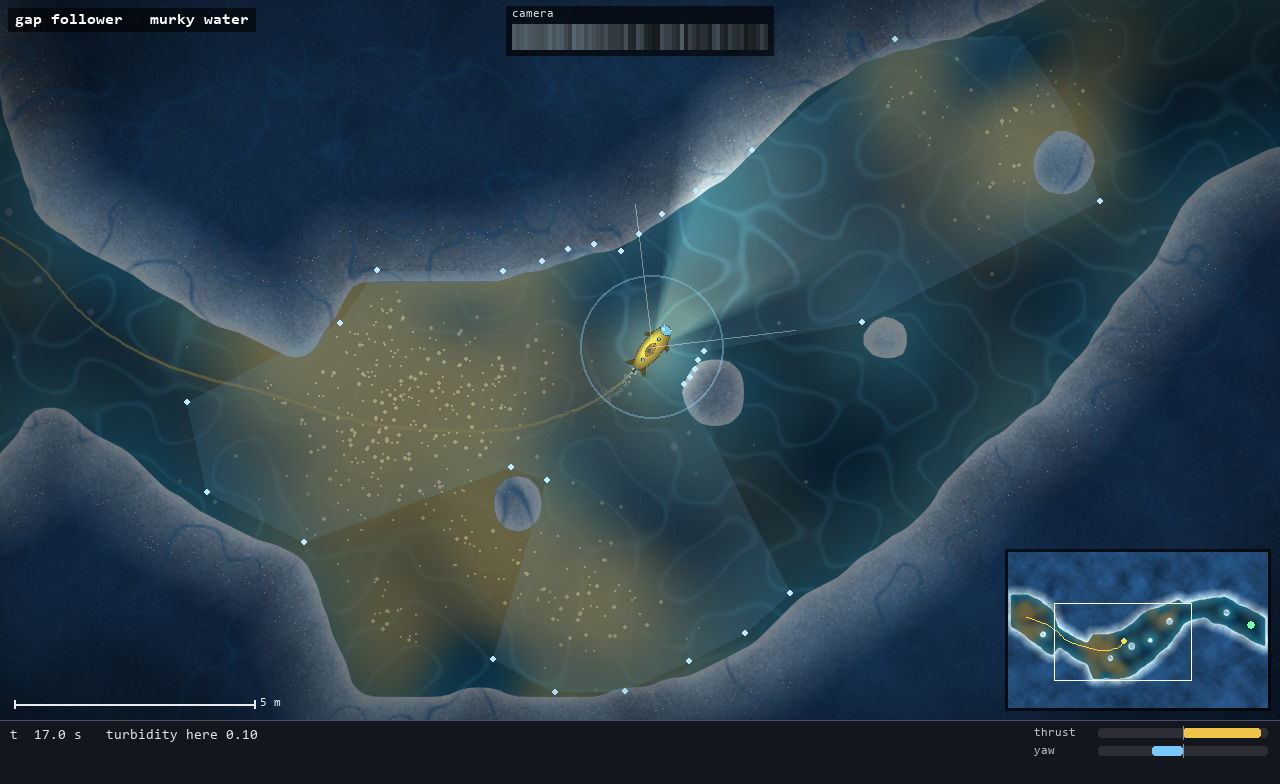 gap follower murky water
camera
5 m
t 17.0 s turbidity here 0.10
thrust
yaw